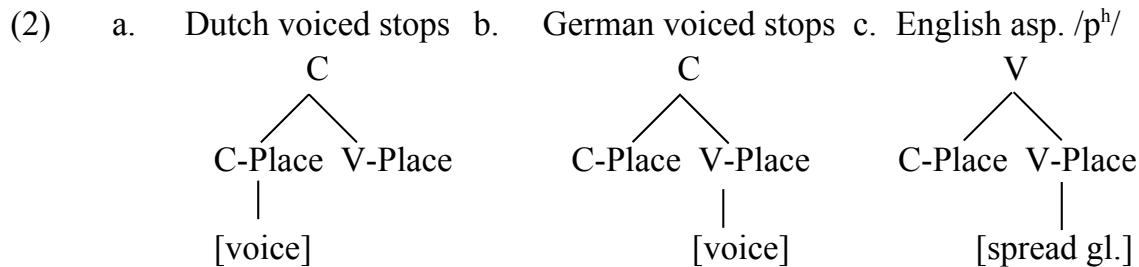 (2) a. Dutch voiced stops b. German voiced stops c. English asp. /pʰ/
C C V
C-Place V-Place C-Place V-Place C-Place V-Place
[voice] [voice] [spread gl.]